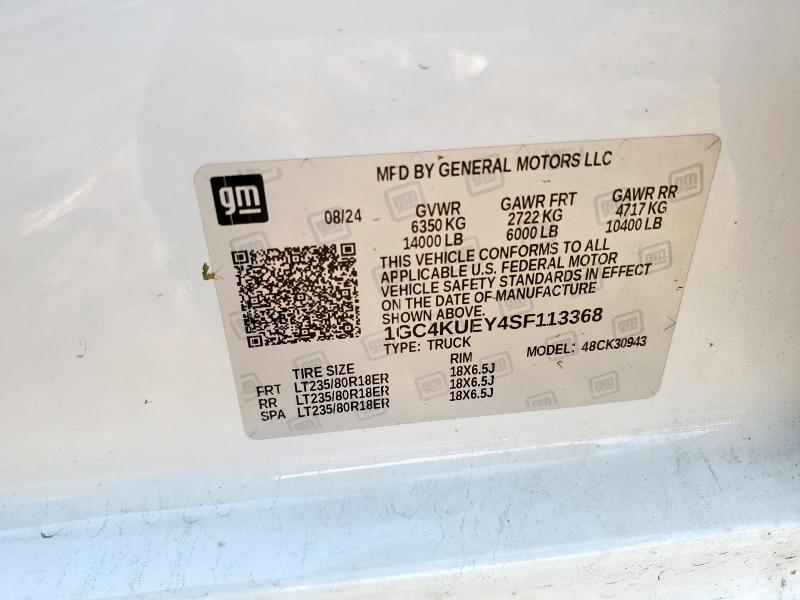 gm
MFD BY GENERAL MOTORS LLC
08/24 GVWR GAWR FRT GAWR RR
6350 KG 2722 KG 4717 KG
14000 LB 6000 LB 10400 LB
THIS VEHICLE CONFORMS TO ALL
APPLICABLE U.S. FEDERAL MOTOR
VEHICLE SAFETY STANDARDS IN EFFECT
ON THE DATE OF MANUFACTURE
SHOWN ABOVE.
1GC4KUEY4SF113368
TYPE: TRUCK MODEL: 48CK30943
TIRE SIZE RIM
FRT LT235/80R18ER 18X6.5J
RR LT235/80R18ER 18X6.5J
SPA LT235/80R18ER 18X6.5J